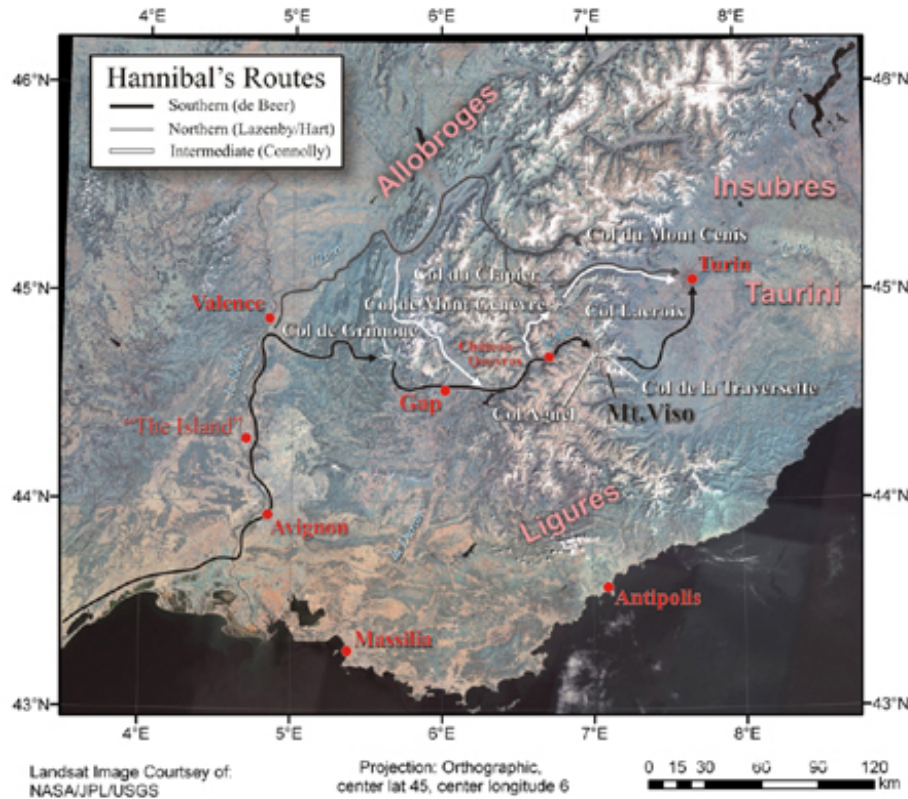 4°E
5°E
6°E
7°E
8°E
46°N
46°N
Hannibal's Routes
Southern (de Beer)
Northern (Lazenby/Hart)
Intermediate (Connolly)
Allobroges
Insubres
Col du Mont Cenis
Turin
45°N
45°N
Col du Clapier
Taurini
Valence
Col de Mont Genevre
Col Lacroix
Col de Grimone
Gap
Col de la Traversette
Col Agnel
Mt.Viso
"The Island"
44°N
44°N
Avignon
Ligures
Antipolis
Massilia
43°N
43°N
4°E
5°E
6°E
7°E
8°E
Landsat Image Courtsey of:
NASA/JPL/USGS
Projection: Orthographic,
center lat 45, center longitude 6
0 15 30 60 90 120
km